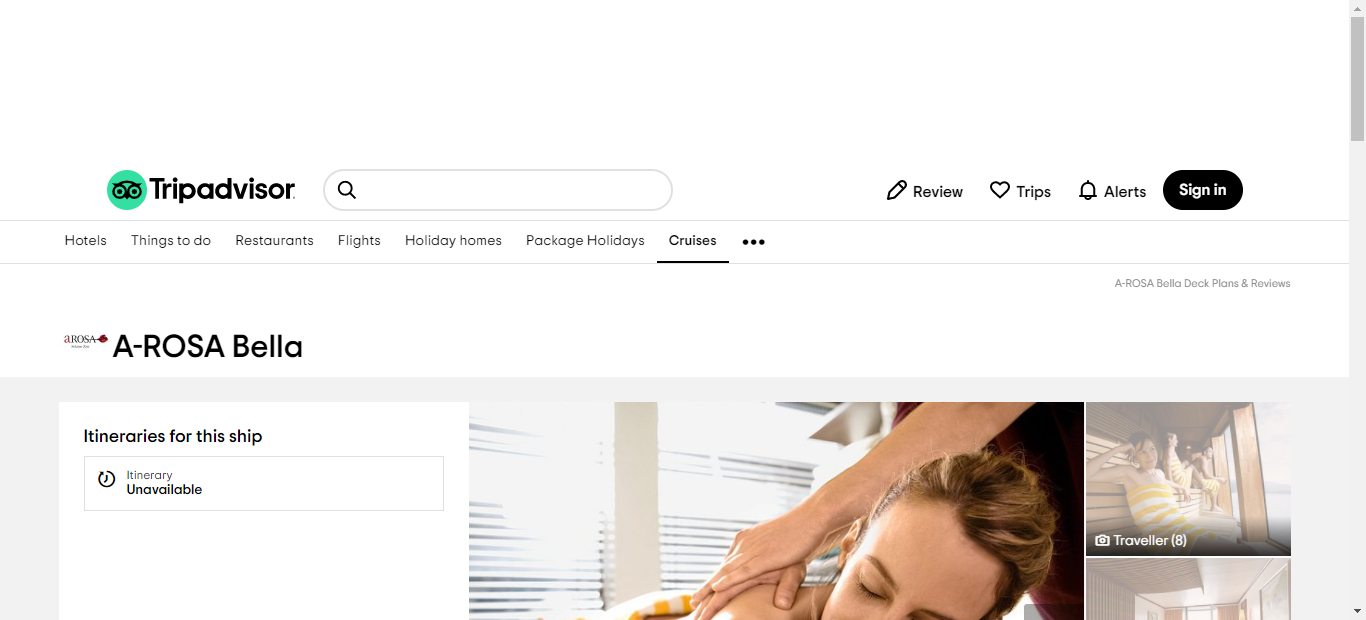 Tripadvisor
Review
Trips
Alerts
Sign in
Hotels
Things to do
Restaurants
Flights
Holiday homes
Package Holidays
Cruises
A-ROSA Bella Deck Plans & Reviews
aROSA
A-ROSA Bella
Itineraries for this ship
Itinerary
Unavailable
Traveller (8)